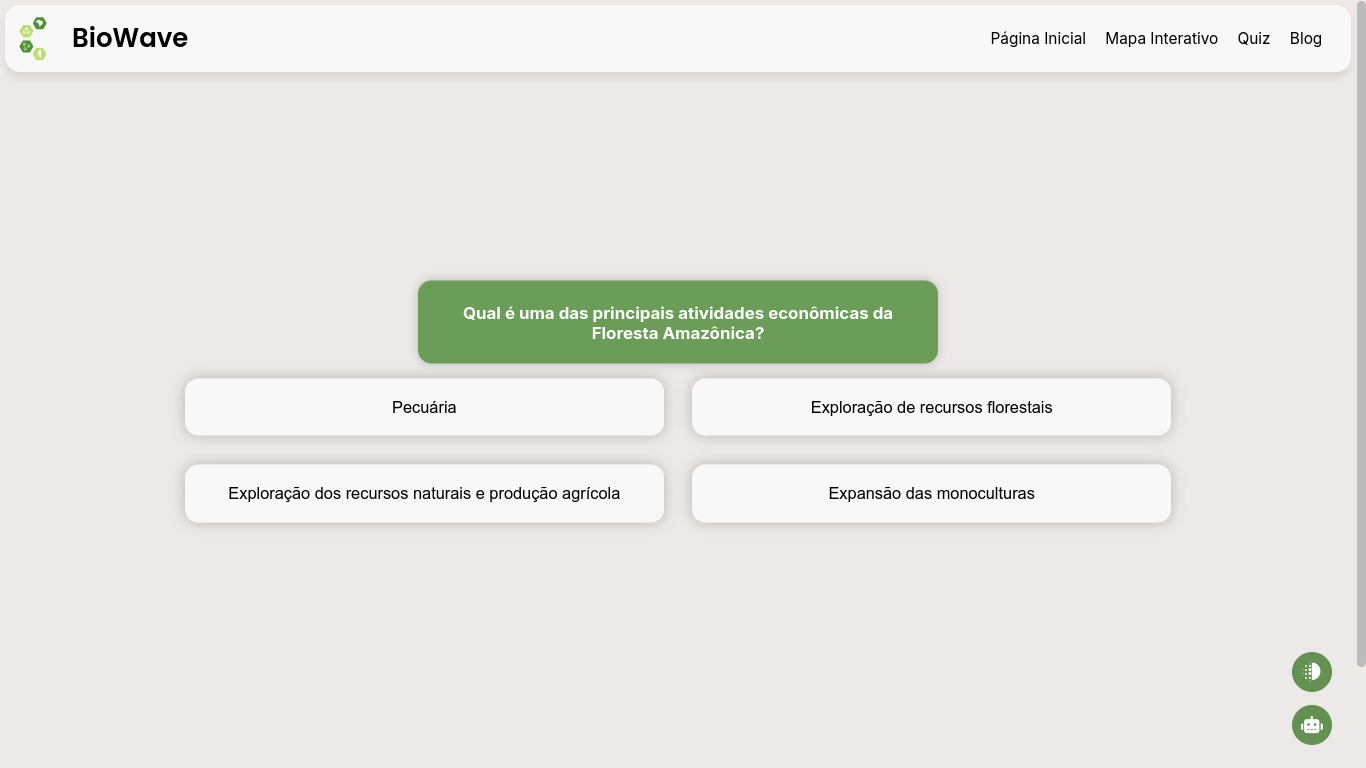 BioWave
Página Inicial
Mapa Interativo
Quiz
Blog
Qual é uma das principais atividades econômicas da
Floresta Amazônica?
Pecuária
Exploração de recursos florestais
Exploração dos recursos naturais e produção agrícola
Expansão das monoculturas